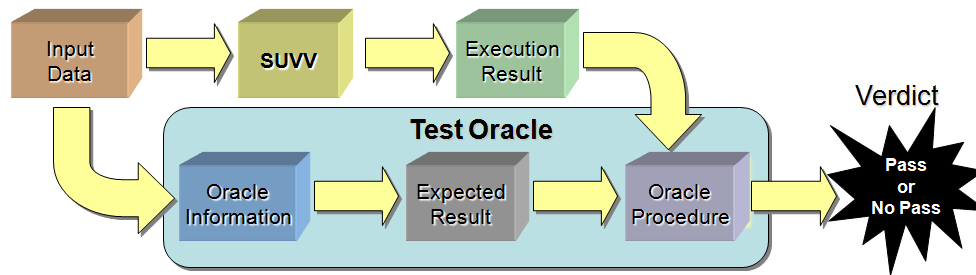 Input
Data
SUVV
Execution
Result
Test Oracle
Oracle
Information
Expected
Result
Oracle
Procedure
Verdict
Pass
or
No Pass